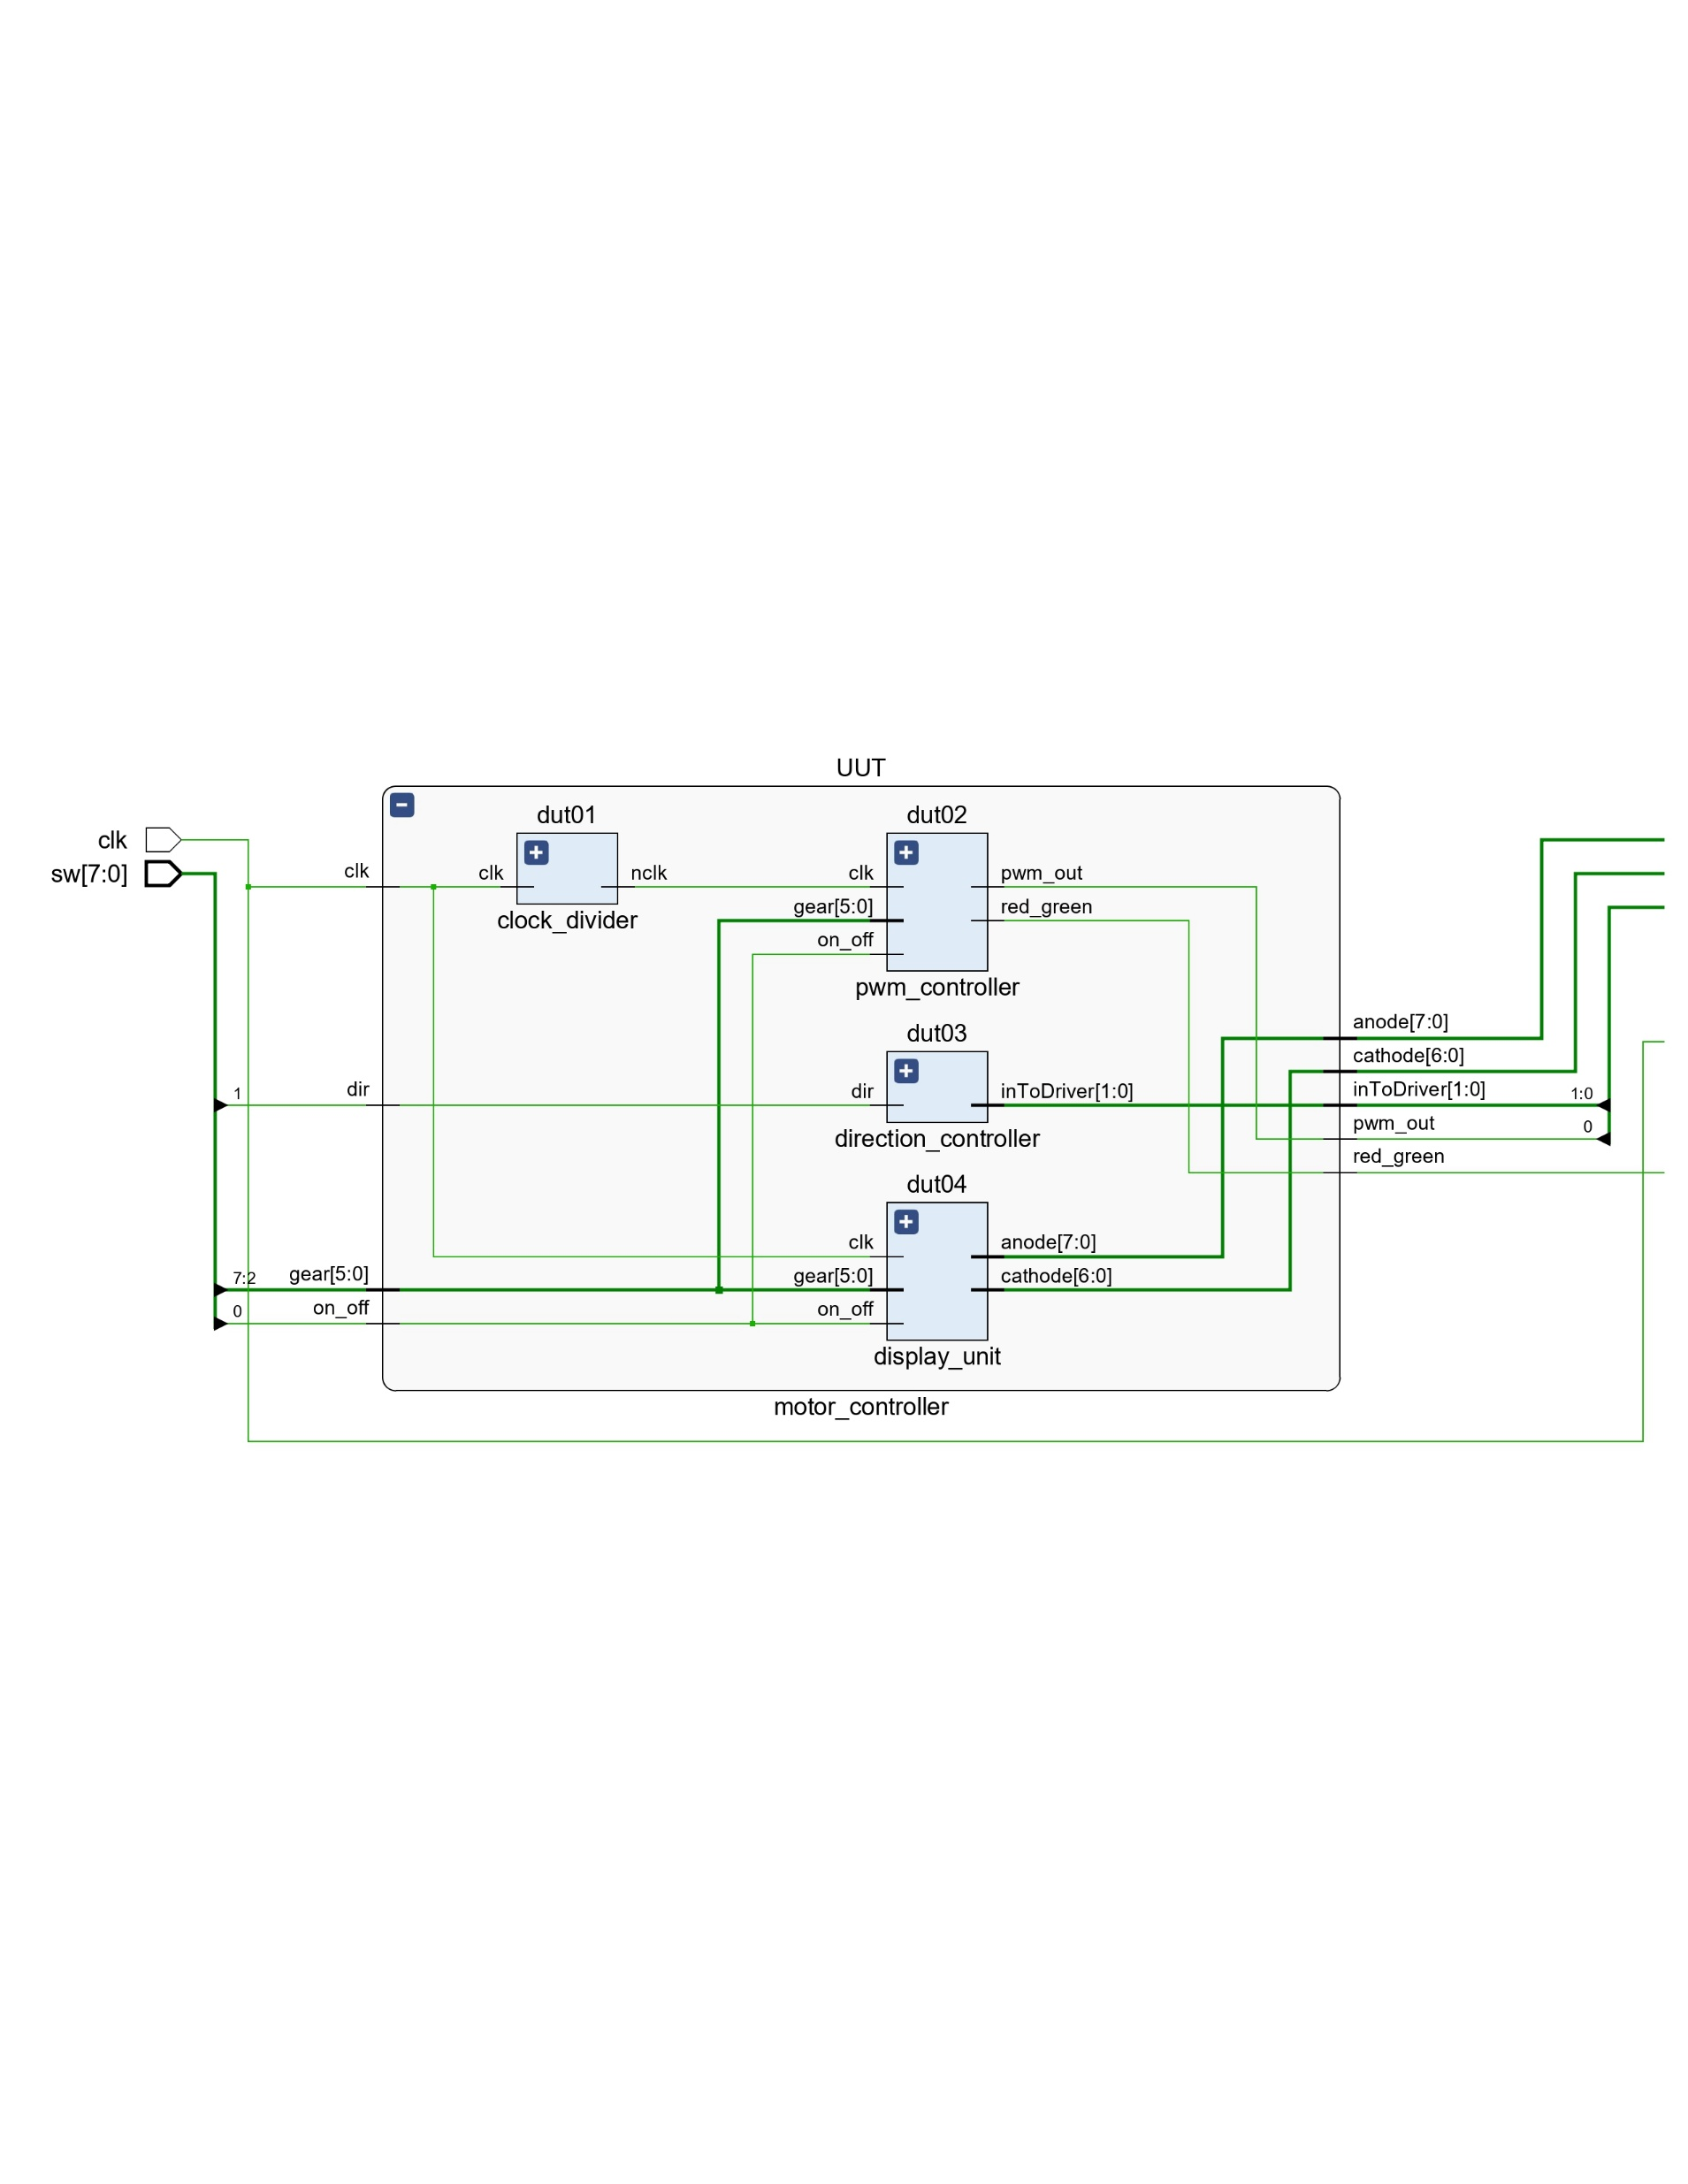 UUT
dut01
dut02
clk
sw[7:0]
clk
clk
nclk
clk
pwm_out
gear[5:0]
red_green
clock_divider
on_off
pwm_controller
anode[7:0]
dut03
cathode[6:0]
1
dir
dir
inToDriver[1:0]
inToDriver[1:0]
1:0
pwm_out
0
direction_controller
red_green
dut04
clk
anode[7:0]
7:2
gear[5:0]
gear[5:0]
cathode[6:0]
0
on_off
on_off
display_unit
motor_controller